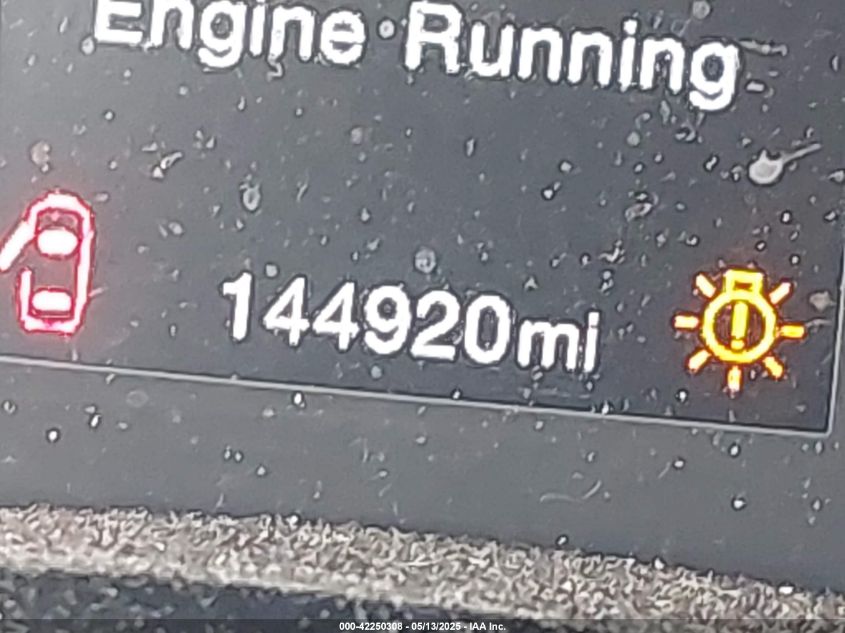 Engine Running
144920mi
000-42250308 - 05/13/2025 - IAA Inc.